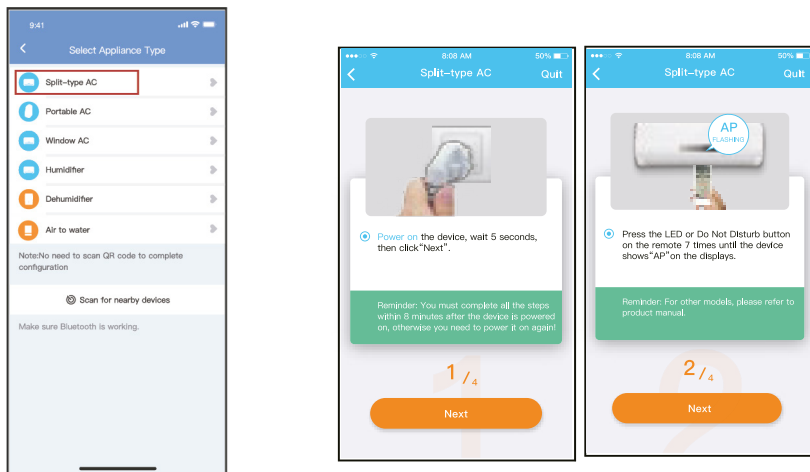 9:41
Select Appliance Type
Split-type AC
Portable AC
Window AC
Humidifier
Dehumidifier
Air to water
Note:No need to scan QR code to complete
configuration
Scan for nearby devices
Make sure Bluetooth is working.
8:08 AM
50%
Split-type AC
Quit
Power on the device, wait 5 seconds,
then click“Next”.
Reminder: You must complete all the steps
within 8 minutes after the device is powered
on, otherwise you need to power it on again!
1
1/4
Next
8:08 AM
50%
Split-type AC
Quit
AP
FLASHING
Press the LED or Do Not Disturb button
on the remote 7 times until the device
shows“AP”on the displays.
Reminder: For other models, please refer to
product manual.
2
2/4
Next